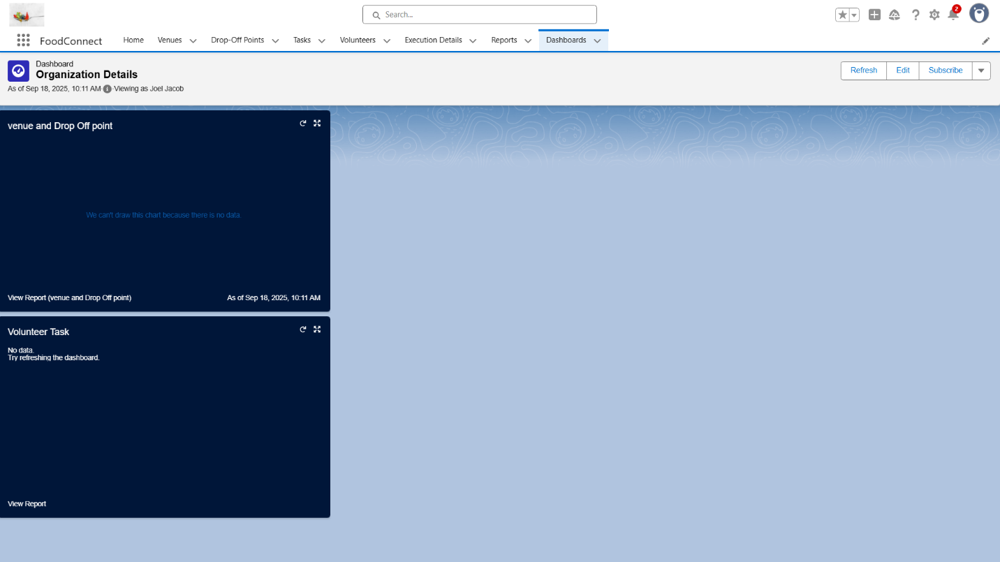 Search...
2
FoodConnect
Home
Venues
Drop-Off Points
Tasks
Volunteers
Execution Details
Reports
Dashboards
Dashboard
Organization Details
As of Sep 18, 2025, 10:11 AM·Viewing as Joel Jacob
Refresh
Edit
Subscribe
venue and Drop Off point
We can't draw this chart because there is no data.
View Report (venue and Drop Off point)
As of Sep 18, 2025, 10:11 AM
Volunteer Task
No data.
Try refreshing the dashboard.
View Report